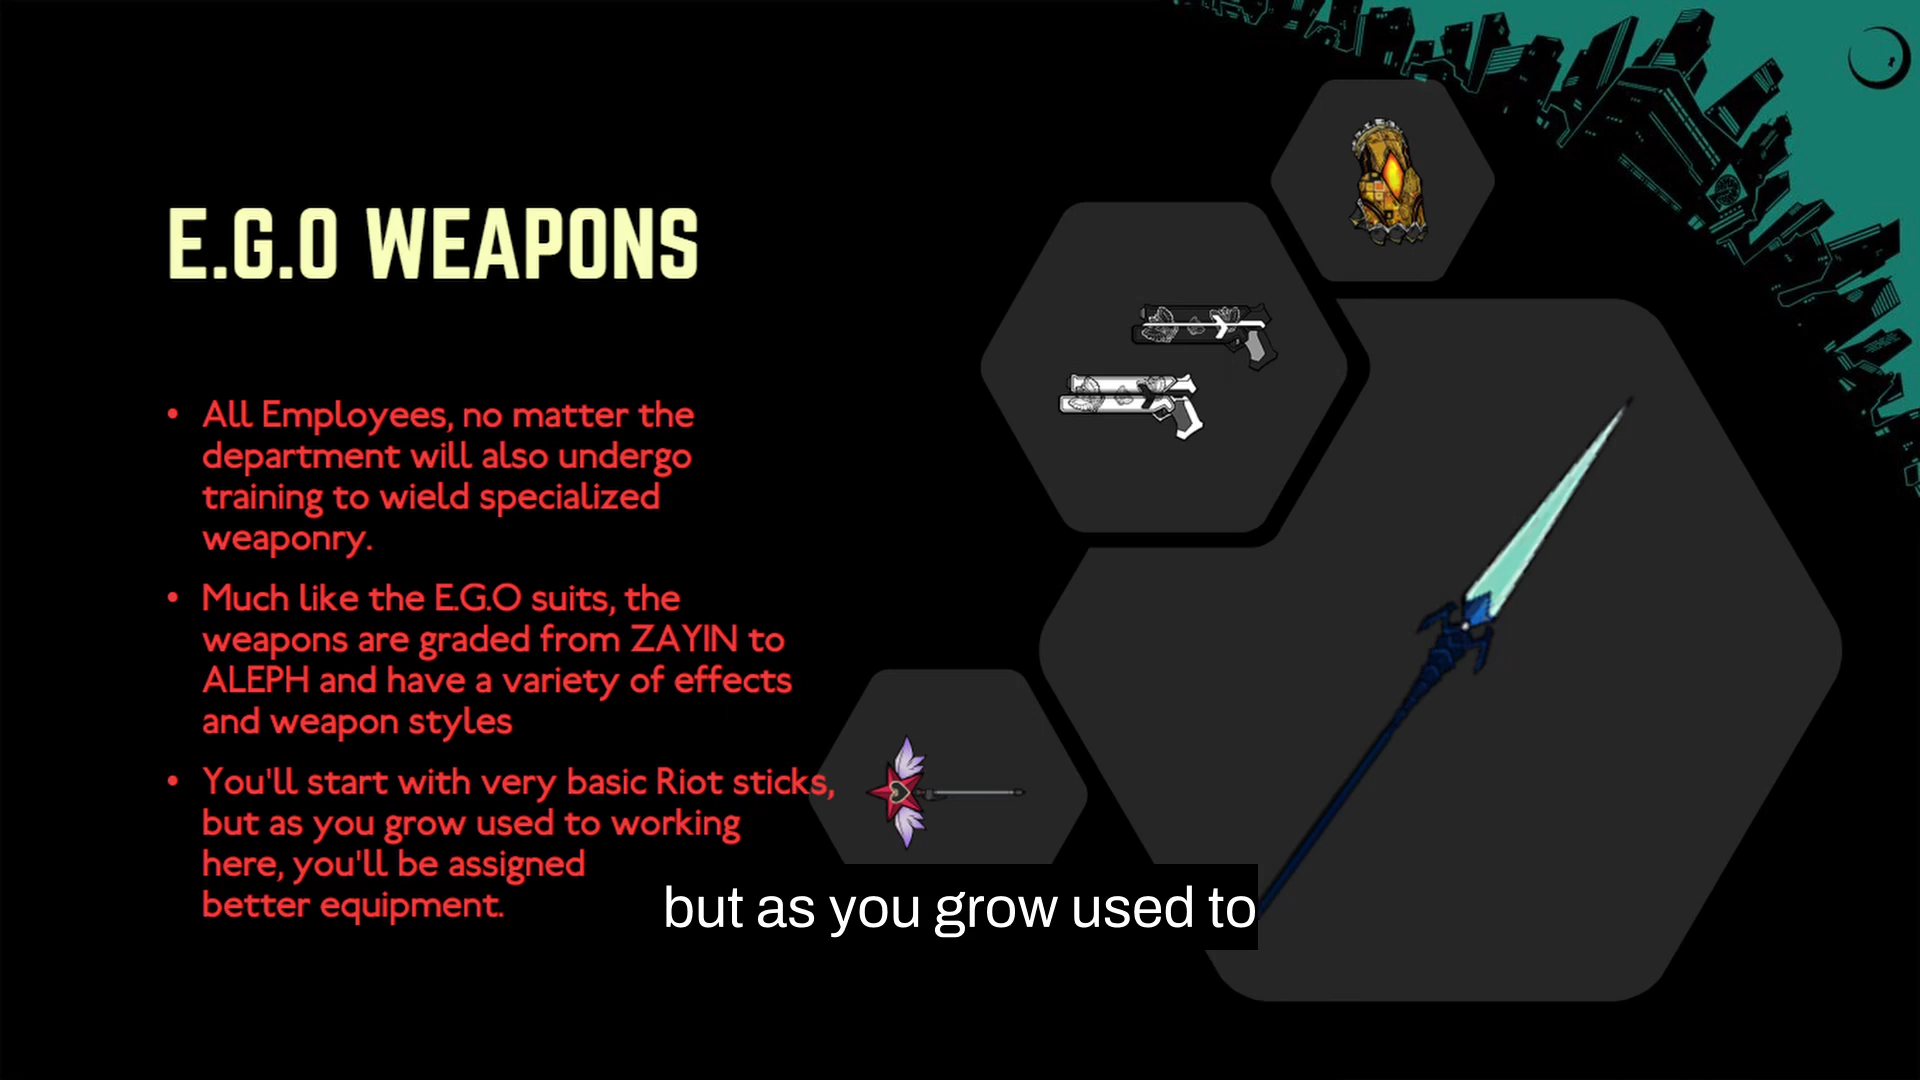 E.G.O WEAPONS
• All Employees, no matter the
department will also undergo
training to wield specialized
weaponry.
• Much like the E.G.O suits, the
weapons are graded from ZAYIN to
ALEPH and have a variety of effects
and weapon styles
• You'll start with very basic Riot sticks,
but as you grow used to working
here, you'll be assigned
better equipment.
but as you grow used to